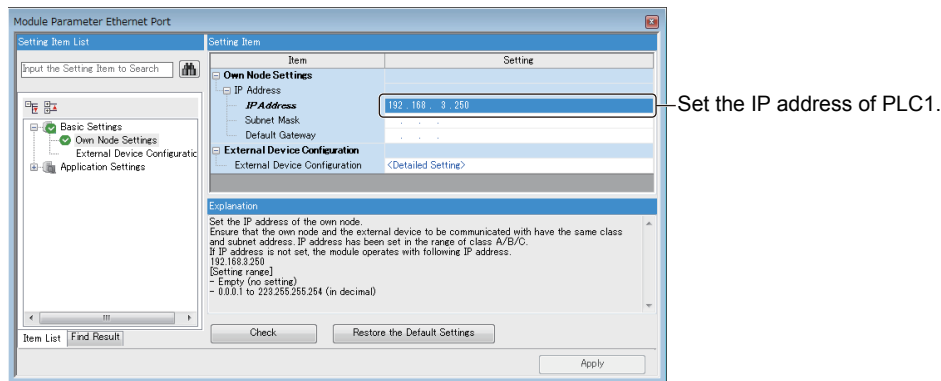 Module Parameter Ethernet Port
Setting Item List
Input the Setting Item to Search
Basic Settings
Own Node Settings
External Device Configuratic
Application Settings
Item List
Find Result
Setting Item
Item
Setting
Own Node Settings
IP Address
IP Address
192 . 168 . 3 . 250
Subnet Mask
. . .
Default Gateway
. . .
External Device Configuration
External Device Configuration
<Detailed Setting>
Explanation
Set the IP address of the own node.
Ensure that the own node and the external device to be communicated with have the same class
and subnet address. IP address has been set in the range of class A/B/C.
If IP address is not set, the module operates with following IP address.
192.168.3.250
[Setting range]
- Empty (no setting)
- 0.0.0.1 to 223.255.255.254 (in decimal)
Check
Restore the Default Settings
Apply
Set the IP address of PLC1.